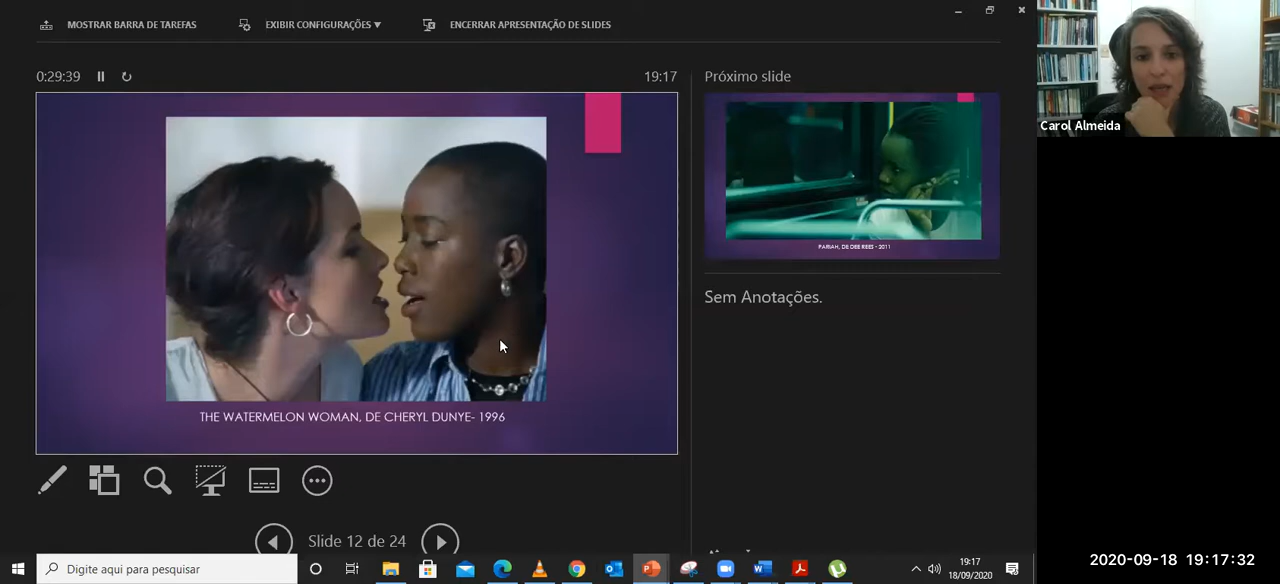 MOSTRAR BARRA DE TAREFAS
EXIBIR CONFIGURAÇÕES ▼
ENCERRAR APRESENTAÇÃO DE SLIDES
0:29:39
19:17
Próximo slide
Carol Almeida
PARIAH, DE DEE REES - 2011
Sem Anotações.
THE WATERMELON WOMAN, DE CHERYL DUNYE- 1996
Slide 12 de 24
Digite aqui para pesquisar
19:17
18/09/2020
2020-09-18 19:17:32